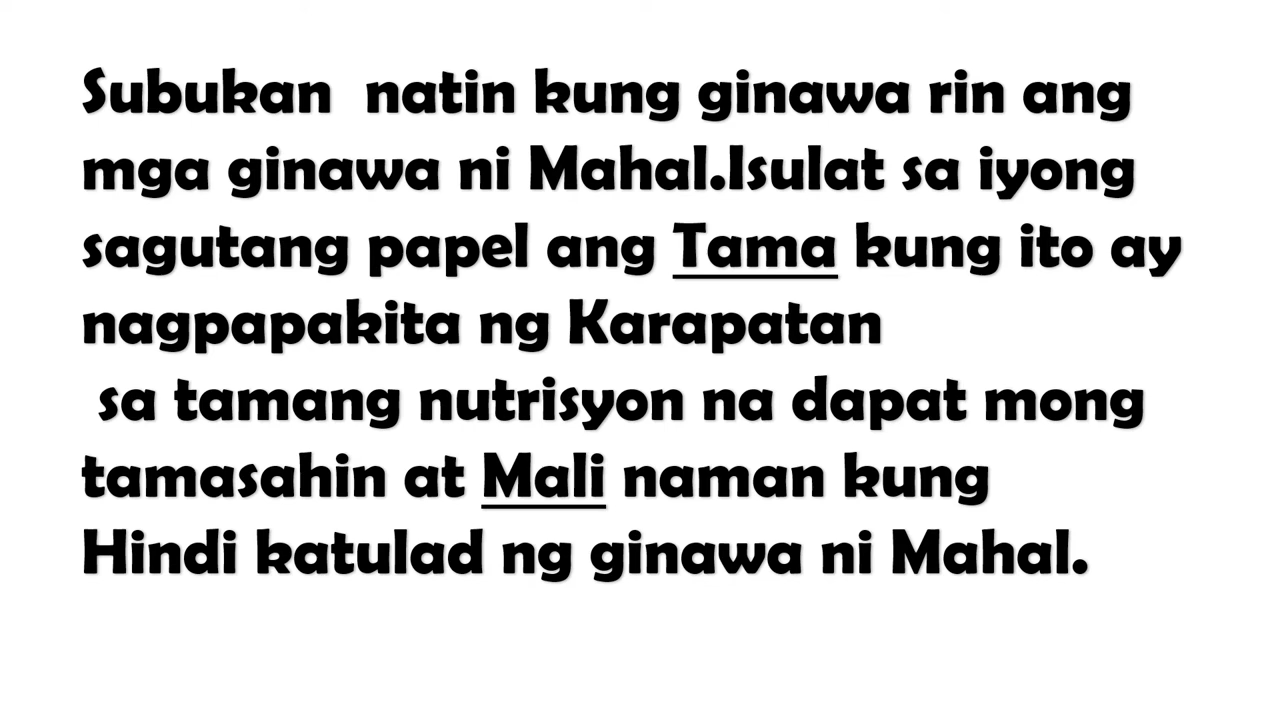 Subukan  natin kung ginawa rin ang
mga ginawa ni Mahal.Isulat sa iyong
sagutang papel ang Tama kung ito ay
nagpapakita ng Karapatan
sa tamang nutrisyon na dapat mong
tamasahin at Mali naman kung
Hindi katulad ng ginawa ni Mahal.